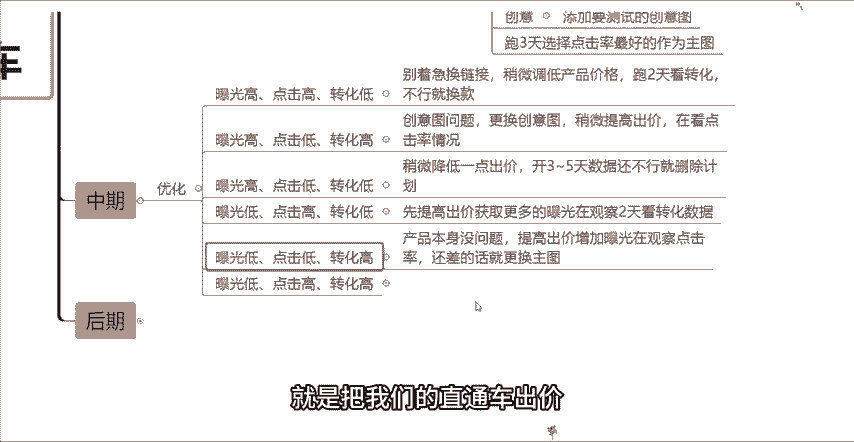 创意
添加要测试的创意图
跑3天选择点击率最好的作为主图
车
曝光高、点击高、转化低
别着急换链接，稍微调低产品价格，跑2天看转化，
不行就换款
曝光高、点击低、转化高
创意图问题，更换创意图，稍微提高出价，在看点
击率情况
曝光高、点击低、转化低
稍微降低一点出价，开3~5天数据还不行就删除计
划
中期
优化
曝光低、点击低、转化低
先提高出价获取更多的曝光在观察2天看转化数据
曝光低、点击低、转化高
产品本身没问题，提高出价增加曝光在观察点击
率，还差的话就更换主图
曝光低、点击高、转化高
后期
就是把我们的直通车出价